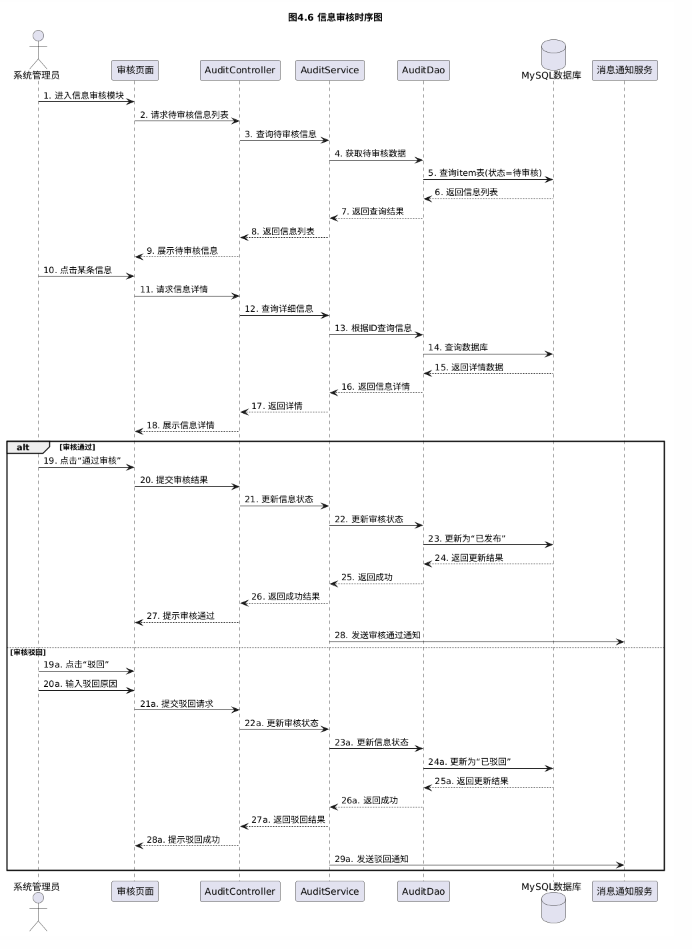 图4.6 信息审核时序图
系统管理员
审核页面
AuditController
AuditService
AuditDao
MySQL数据库
消息通知服务
1. 进入信息审核模块
2. 请求待审核信息列表
3. 查询待审核信息
4. 获取待审核数据
5. 查询item表(状态=待审核)
6. 返回信息列表
7. 返回查询结果
8. 返回信息列表
9. 展示待审核信息
10. 点击某条信息
11. 请求信息详情
12. 查询详细信息
13. 根据ID查询信息
14. 查询数据库
15. 返回详情数据
16. 返回信息详情
17. 返回详情
18. 展示信息详情
alt [审核通过]
19. 点击“通过审核”
20. 提交审核结果
21. 更新信息状态
22. 更新审核状态
23. 更新为“已发布”
24. 返回更新结果
25. 返回成功
26. 返回成功结果
27. 提示审核通过
28. 发送审核通过通知
[审核驳回]
19a. 点击“驳回”
20a. 输入驳回原因
21a. 提交驳回请求
22a. 更新审核状态
23a. 更新信息状态
24a. 更新为“已驳回”
25a. 返回更新结果
26a. 返回成功
27a. 返回驳回结果
28a. 提示驳回成功
29a. 发送驳回通知
系统管理员
审核页面
AuditController
AuditService
AuditDao
MySQL数据库
消息通知服务